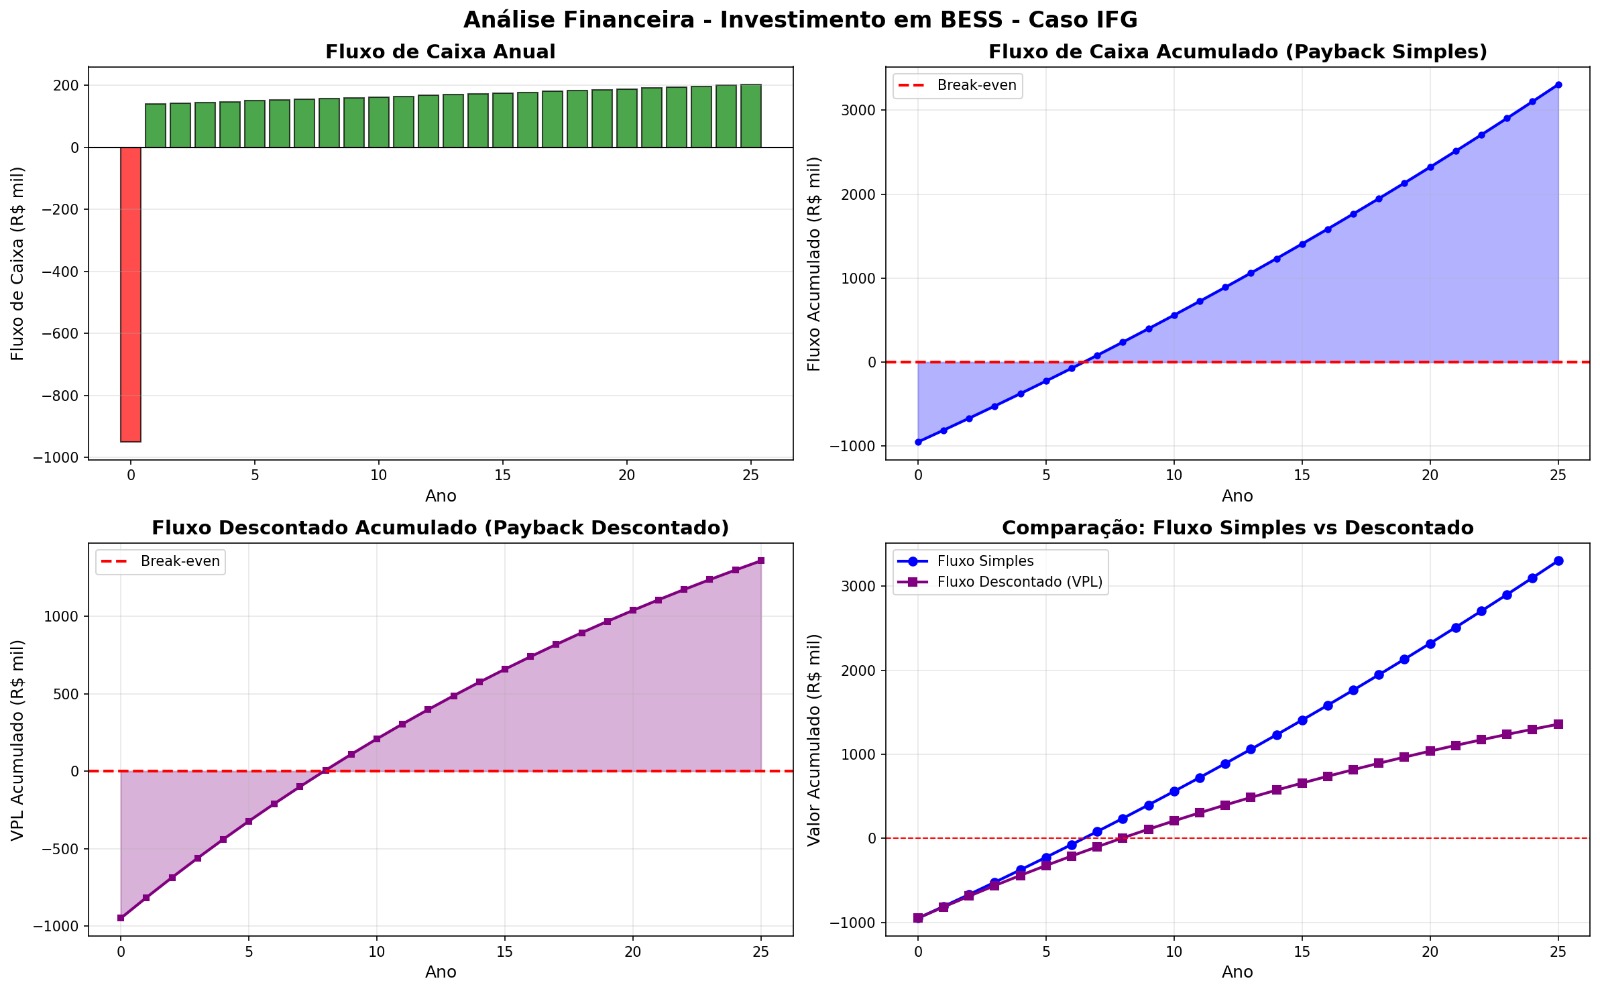 Análise Financeira - Investimento em BESS - Caso IFG
Fluxo de Caixa Anual
Fluxo de Caixa (R$ mil)
200
0
−200
−400
−600
−800
−1000
0 5 10 15 20 25
Ano
Fluxo de Caixa Acumulado (Payback Simples)
Break-even
Fluxo Acumulado (R$ mil)
3000
2000
1000
0
−1000
0 5 10 15 20 25
Ano
Fluxo Descontado Acumulado (Payback Descontado)
Break-even
VPL Acumulado (R$ mil)
1000
500
0
−500
−1000
0 5 10 15 20 25
Ano
Comparação: Fluxo Simples vs Descontado
Fluxo Simples
Fluxo Descontado (VPL)
Valor Acumulado (R$ mil)
3000
2000
1000
0
−1000
0 5 10 15 20 25
Ano